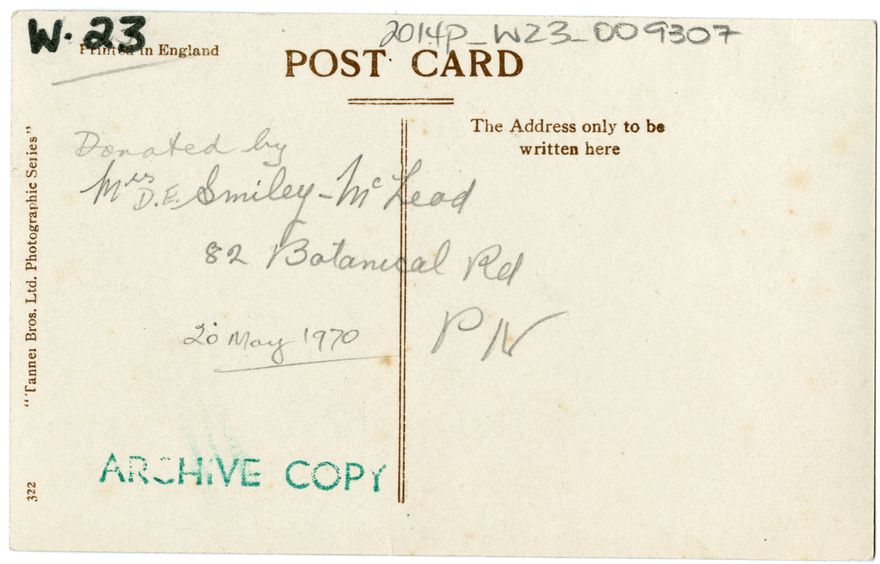 W.23
2014P_W23_009307
Printed in England
POST CARD
The Address only to be
written here
Donated by
Mrs D.E. Smiley-McLeod
82 Botanical Rd
PN
20 May 1970
ARCHIVE COPY
"Tanner Bros. Ltd. Photographic Series"
322